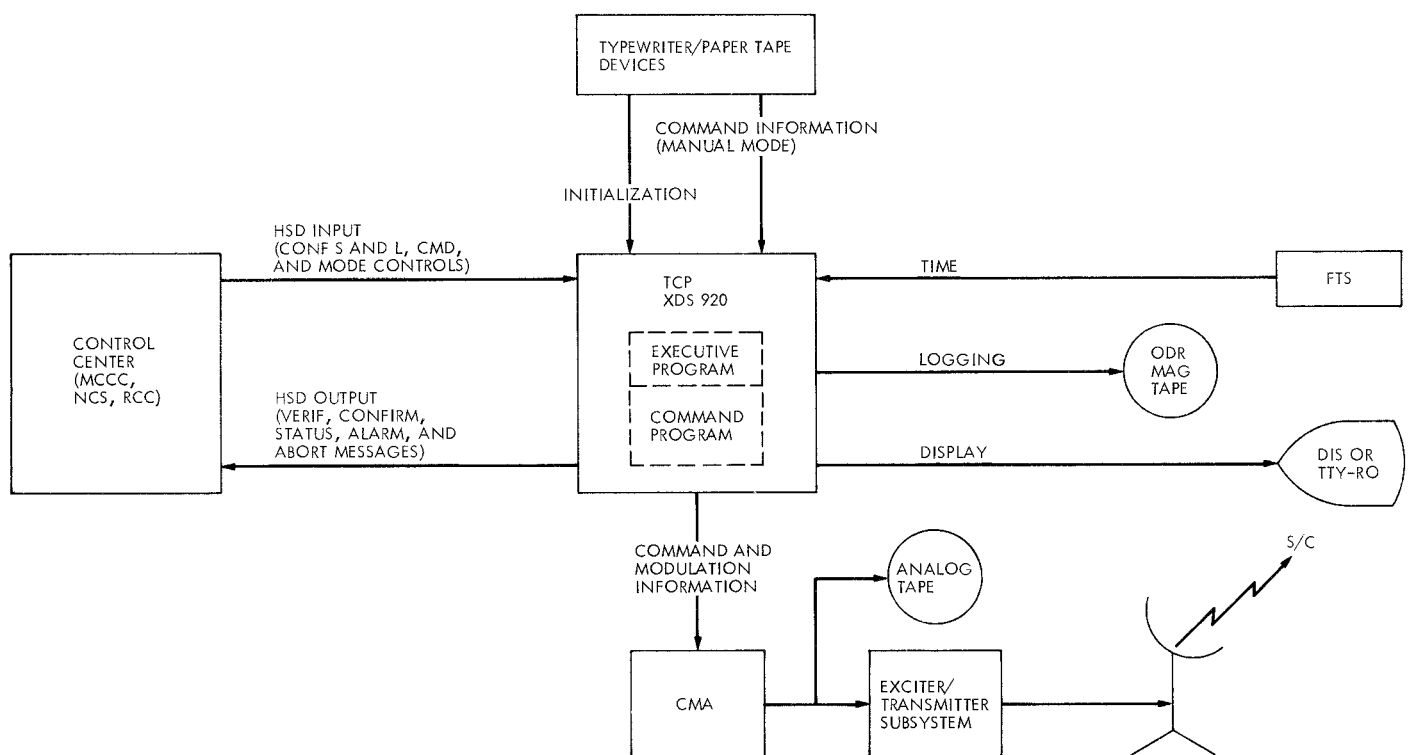 TYPEWRITER/PAPER TAPE
DEVICES
COMMAND INFORMATION
(MANUAL MODE)
INITIALIZATION
HSD INPUT
(CONF S AND L, CMD,
AND MODE CONTROLS)
TCP
XDS 920
TIME
FTS
CONTROL
CENTER
(MCCC,
NCS, RCC)
EXECUTIVE
PROGRAM
LOGGING
ODR
MAG
TAPE
HSD OUTPUT
(VERIF, CONFIRM,
STATUS, ALARM, AND
ABORT MESSAGES)
COMMAND
PROGRAM
DISPLAY
DIS OR
TTY-RO
COMMAND AND
MODULATION
INFORMATION
ANALOG
TAPE
S/C
CMA
EXCITER/
TRANSMITTER
SUBSYSTEM